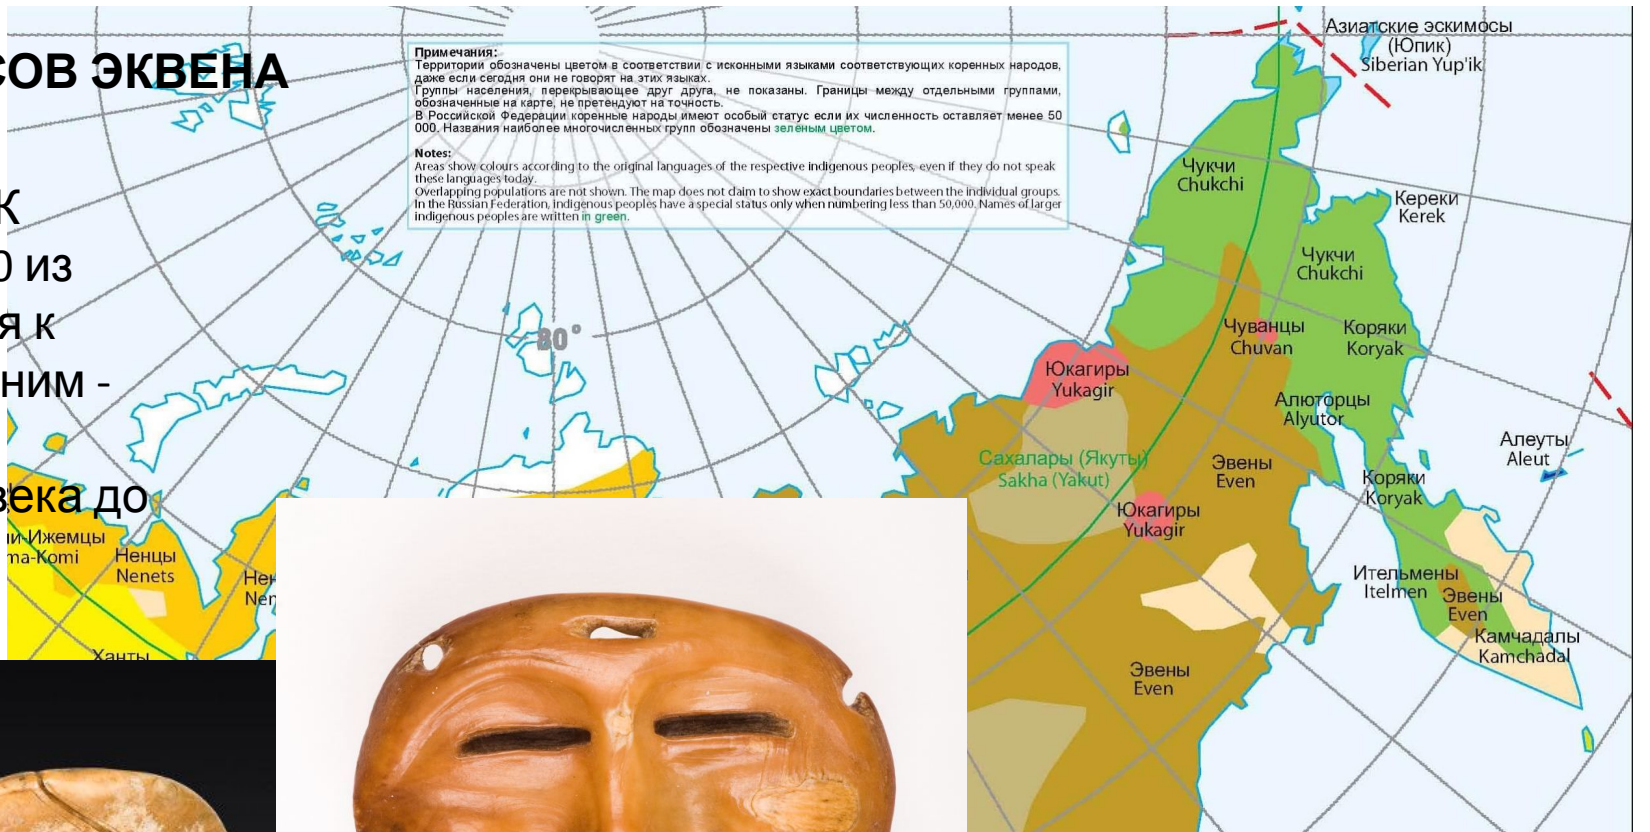 СОВ ЭКВЕНА
К
0 из
я к
ним -
века до
Примечания:
Территории обозначены цветом в соответствии с исконными языками соответствующих коренных народов,
даже если сегодня они не говорят на этих языках.
Группы населения, перекрывающее друг друга, не показаны. Границы между отдельными группами,
обозначенные на карте, не претендуют на точность.
В Российской Федерации коренные народы имеют особый статус если их численность оставляет менее 50
000. Названия наиболее многочисленных групп обозначены зелёным цветом.
Notes:
Areas show colours according to the original languages of the respective indigenous peoples, even if they do not speak
these languages today.
Overlapping populations are not shown. The map does not claim to show exact boundaries between the individual groups.
In the Russian Federation, indigenous peoples have a special status only when numbering less than 50,000. Names of larger
indigenous peoples are written in green.
Азиатские эскимосы
(Юпик)
Siberian Yup'ik
Чукчи
Chukchi
Кереки
Kerek
Чукчи
Chukchi
80°
Чуванцы
Chuvan
Коряки
Koryak
Юкагиры
Yukagir
Алюторцы
Alyutor
Алеуты
Aleut
Сахалары (Якуты)
Sakha (Yakut)
Эвены
Even
Коряки
Koryak
Юкагиры
Yukagir
ми-Ижемцы
ma-Komi
Ненцы
Nenets
Нен
Nen
Ительмены
Itelmen
Эвены
Even
Камчадалы
Kamchadal
Ханты
Эвены
Even